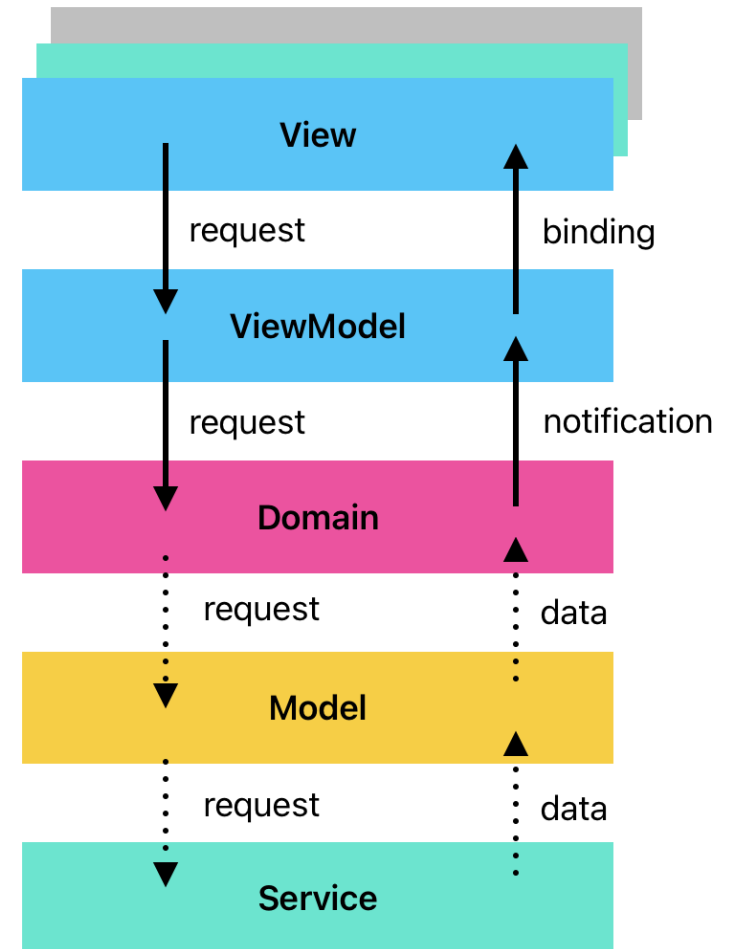 View
request
binding
ViewModel
request
notification
Domain
request
data
Model
request
data
Service